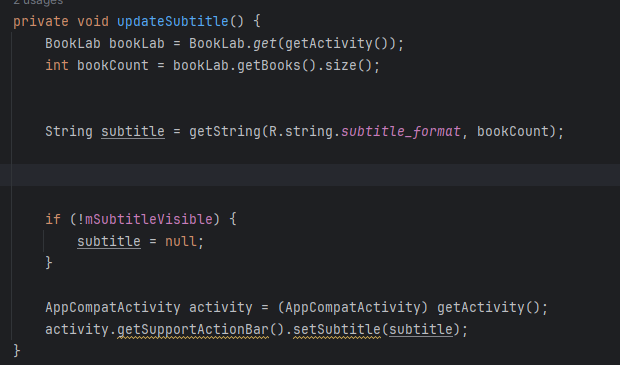 2 usages
private void updateSubtitle() {
BookLab bookLab = BookLab.get(getActivity());
int bookCount = bookLab.getBooks().size();
String subtitle = getString(R.string.subtitle_format, bookCount);
if (!mSubtitleVisible) {
subtitle = null;
}
AppCompatActivity activity = (AppCompatActivity) getActivity();
activity.getSupportActionBar().setSubtitle(subtitle);
}